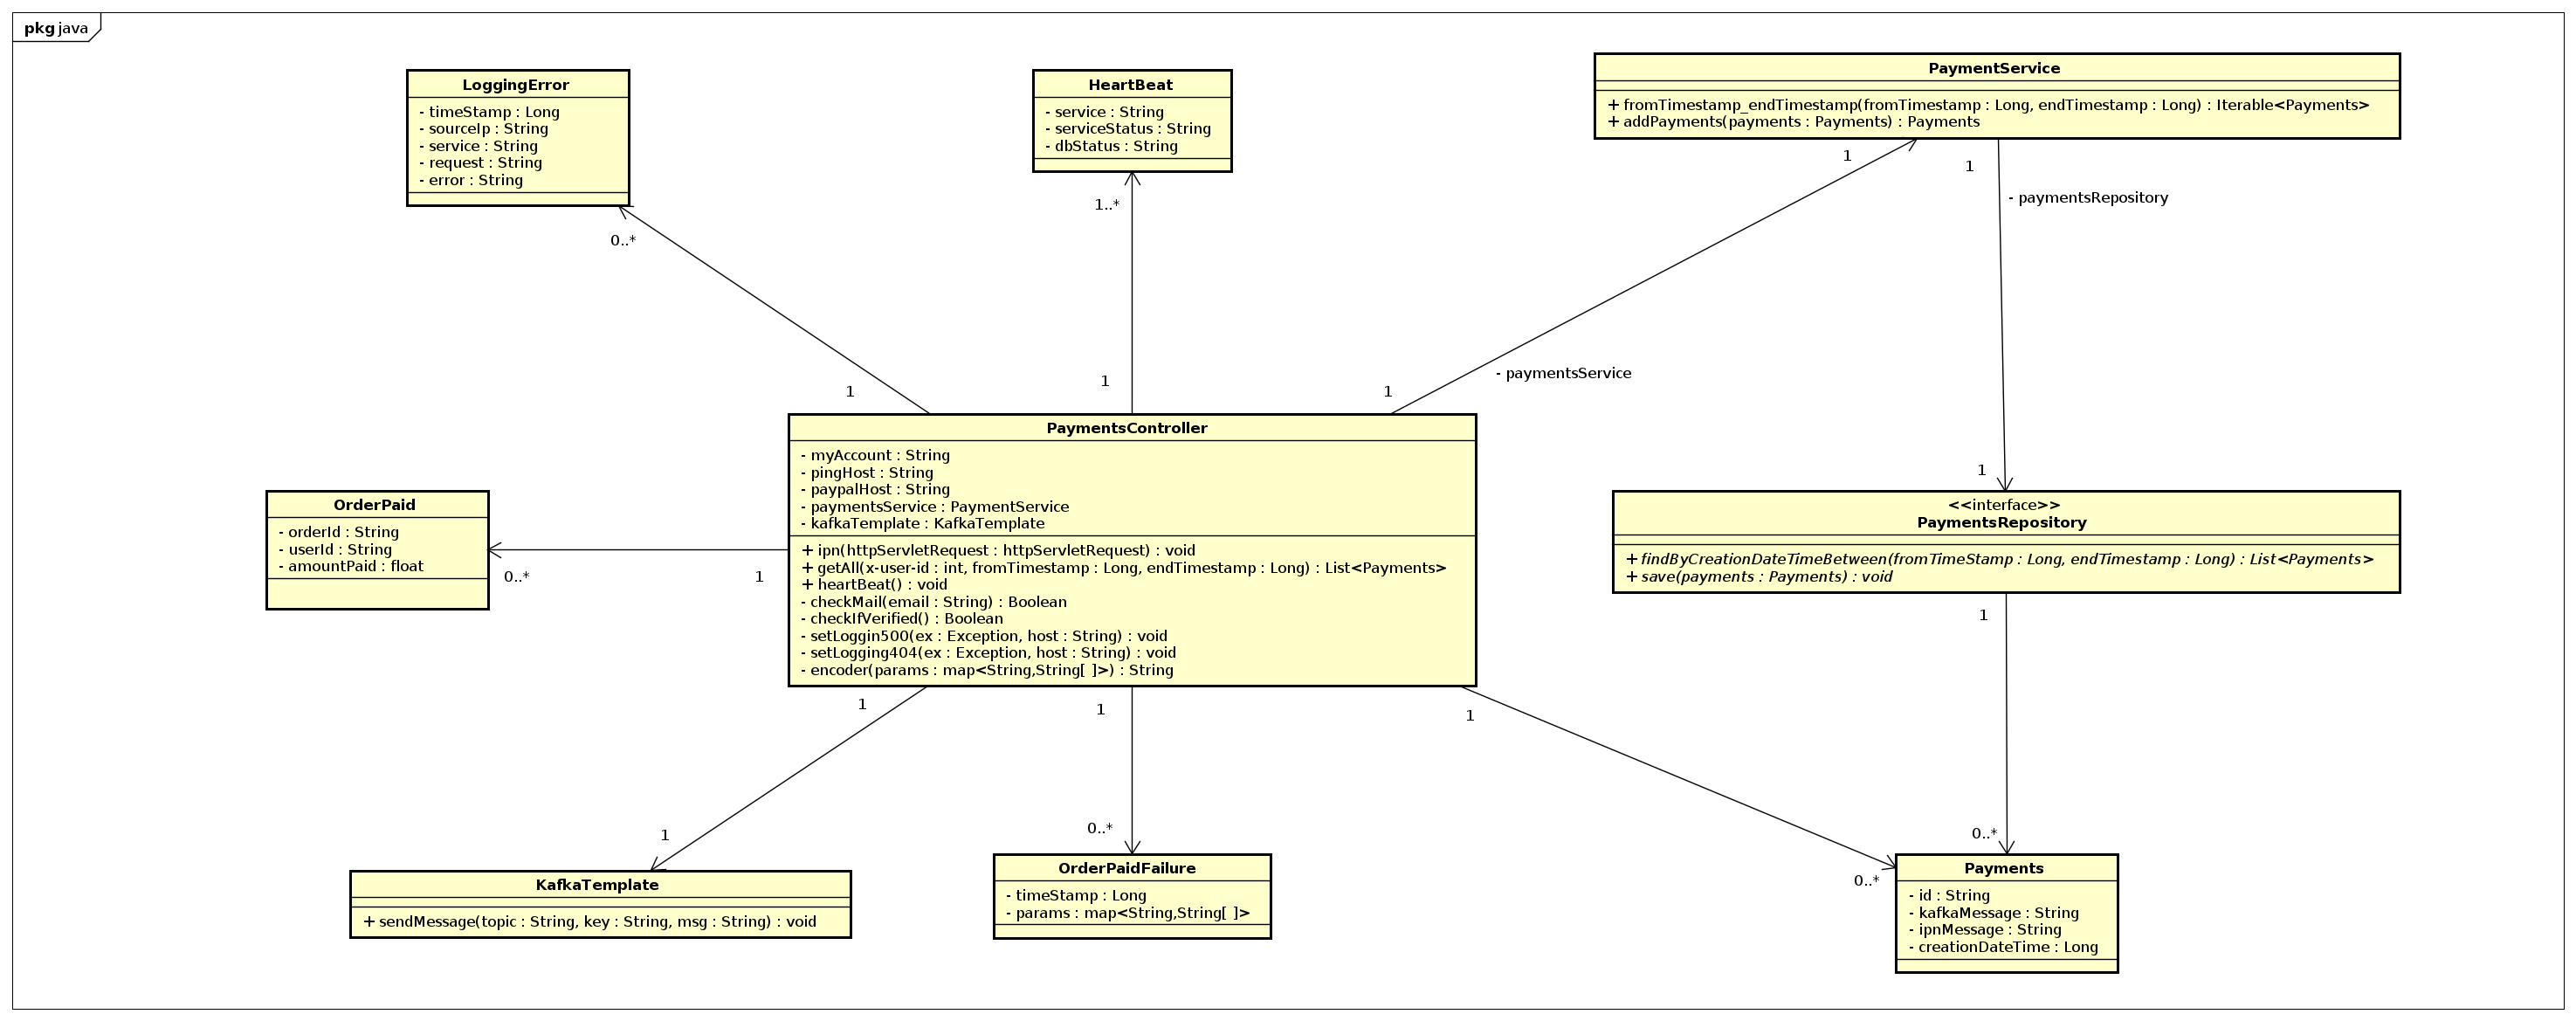 pkg java
LoggingError
- timeStamp : Long
- sourceIp : String
- service : String
- request : String
- error : String
0..*
1
HeartBeat
- service : String
- serviceStatus : String
- dbStatus : String
1..*
1
PaymentService
+ fromTimestamp_endTimestamp(fromTimestamp : Long, endTimestamp : Long) : Iterable<Payments>
+ addPayments(payments : Payments) : Payments
1
1
- paymentsRepository
- paymentsService
1
1
OrderPaid
- orderId : String
- userId : String
- amountPaid : float
0..*
1
PaymentsController
- myAccount : String
- pingHost : String
- paypalHost : String
- paymentsService : PaymentService
- kafkaTemplate : KafkaTemplate
+ ipn(httpServletRequest : httpServletRequest) : void
+ getAll(x-user-id : int, fromTimestamp : Long, endTimestamp : Long) : List<Payments>
+ heartBeat() : void
- checkMail(email : String) : Boolean
- checkIfVerified() : Boolean
- setLoggin500(ex : Exception, host : String) : void
- setLogging404(ex : Exception, host : String) : void
- encoder(params : map<String,String[ ]>) : String
<<interface>>
PaymentsRepository
+ findByCreationDateTimeBetween(fromTimeStamp : Long, endTimestamp : Long) : List<Payments>
+ save(payments : Payments) : void
1
1
1
1
1
0..*
0..*
0..*
KafkaTemplate
+ sendMessage(topic : String, key : String, msg : String) : void
OrderPaidFailure
- timeStamp : Long
- params : map<String,String[ ]>
Payments
- id : String
- kafkaMessage : String
- ipnMessage : String
- creationDateTime : Long